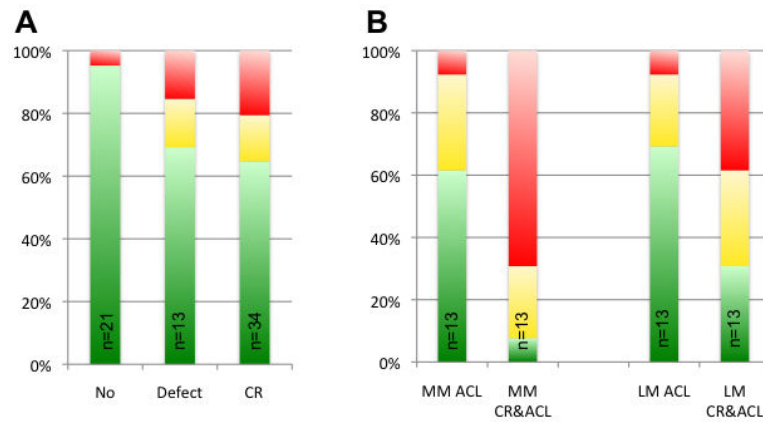 A
100%
80%
60%
40%
20%
0%
n=21
n=13
n=34
No
Defect
CR
B
100%
80%
60%
40%
20%
0%
n=13
n=13
n=13
n=13
MM ACL
MM
CR&ACL
LM ACL
LM
CR&ACL